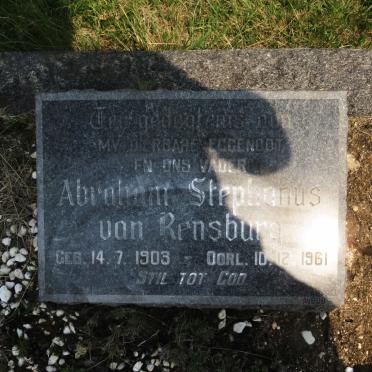 Ter gedagtenis aan
MY DIERBARE EGGENOOT
EN ONS VADER
Abraham Stephanus
van Rensburg
GEB. 14.7.1903 - OORL. 10.12.1961
STIL TOT GOD